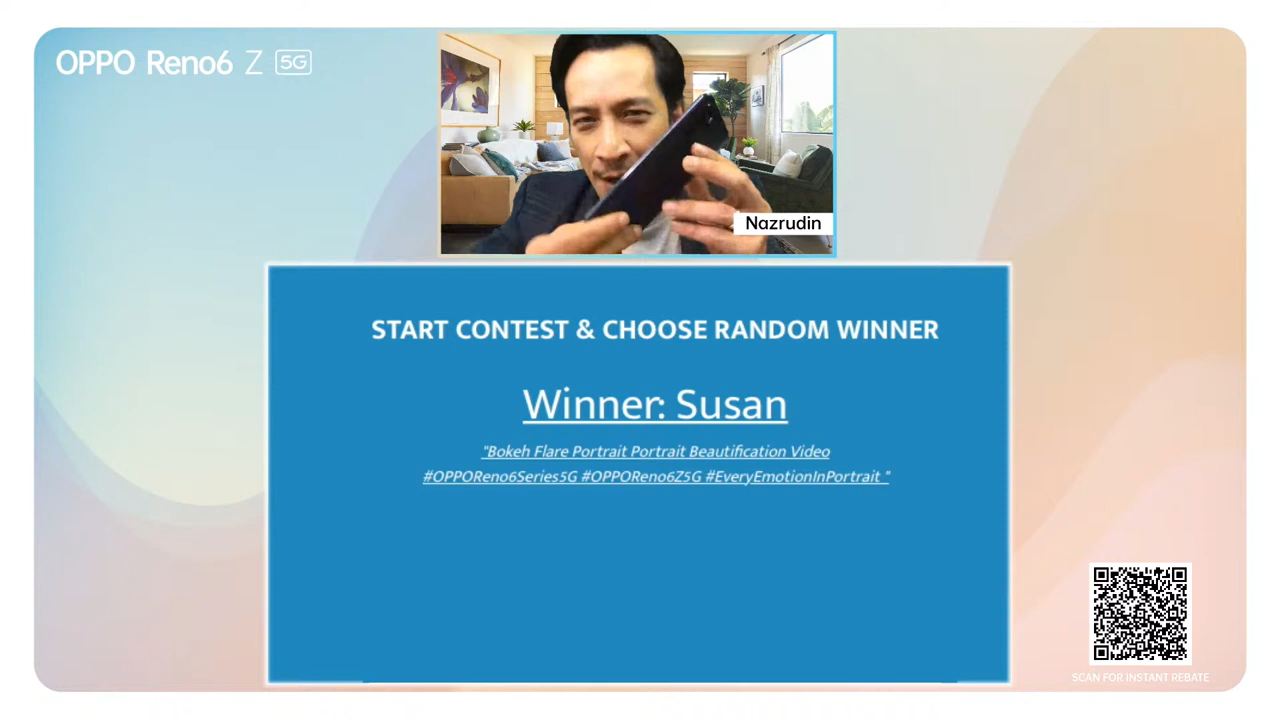 OPPO Reno6 Z 5G
Nazrudin
START CONTEST & CHOOSE RANDOM WINNER
Winner: Susan
"Bokeh Flare Portrait Portrait Beautification Video
#OPPOReno6Series5G #OPPOReno6Z5G #EveryEmotionInPortrait "
SCAN FOR INSTANT REBATE